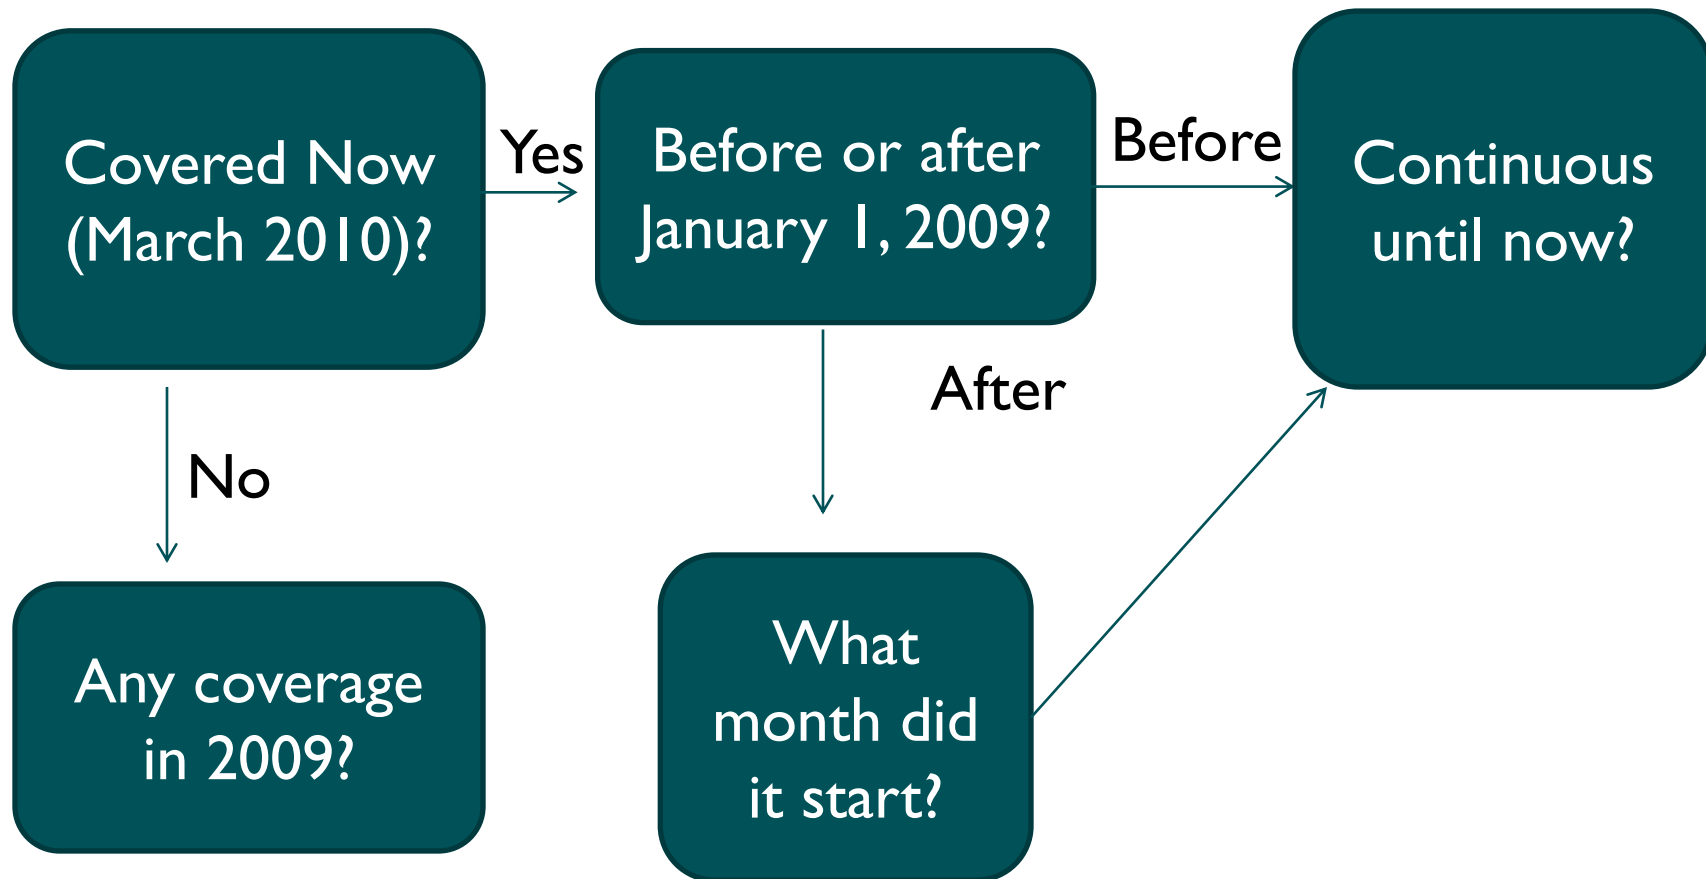 Covered Now
(March 2010)?
Yes
Before or after
January 1, 2009?
Before
Continuous
until now?
After
No
Any coverage
in 2009?
What
month did
it start?